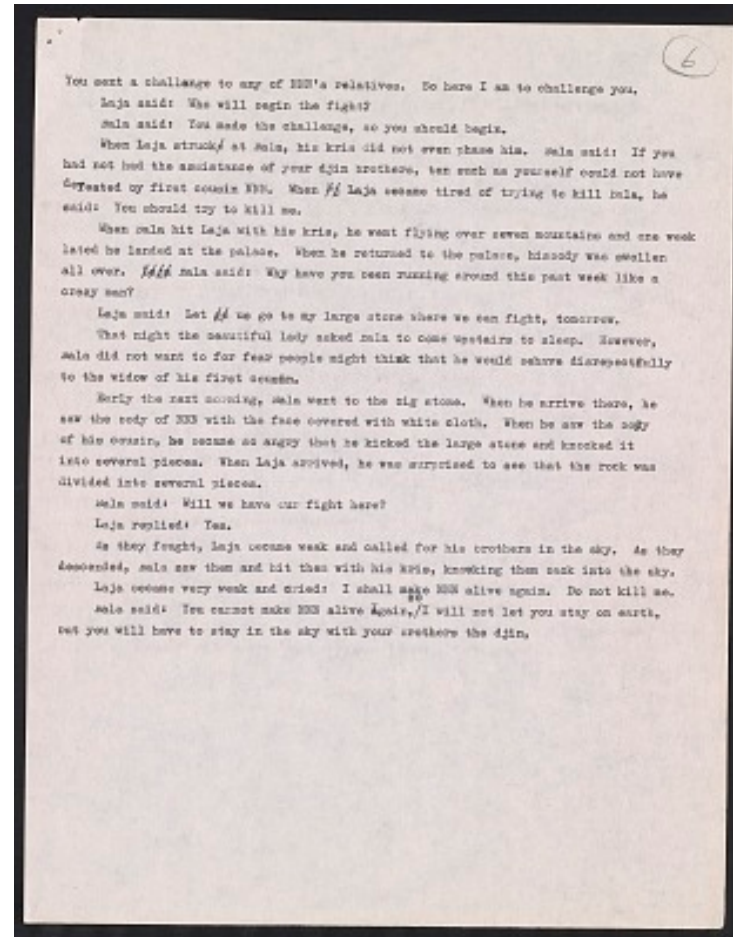 6
You sent a challenge to any of NNN's relatives. So here I am to challenge you.
Laja said: Who will begin the fight?
Mala said: You made the challenge, so you should begin.
When Laja struck at Mala, his kris did not even phase him. Mala said: If you
had not had the assistance of your djin brothers, ten such as yourself could not have
defeated by first cousin NNN. When Laja became tired of trying to kill Mala, he
said: You should try to kill me.
When Mala hit Laja with his kris, he went flying over seven mountains and one week
lated he landed at the palace. When he returned to the palace, hisbody was swollen
all over. Mala said: Why have you been running around this past week like a
crazy man?
Laja said: Let us go to my large stone where we can fight, tomorrow.
That night the beautiful lady asked Mala to come upstairs to sleep. However,
Mala did not want to for fear people might think that he would behave disrepectfully
to the widow of his first cousin.
Early the next morning, Mala went to the zig stone. When he arrive there, he
saw the body of NNN with the face covered with white cloth. When he saw the body
of his cousin, he became so angry that he kicked the large stone and knocked it
into several pieces. When Laja arrived, he was surprized to see that the rock was
divided into several pieces.
Mala said: Will we have our fight here?
Laja replied: Yes.
As they fought, Laja became weak and called for his brothers in the sky. As they
descended, Mala saw them and hit them with his kris, knowking them back into the sky.
Laja became very weak and cried: I shall make NNN alive again. Do not kill me.
Mala said: You cannot make NNN alive again, so I will not let you stay on earth,
but you will have to stay in the sky with your brothers the djin.